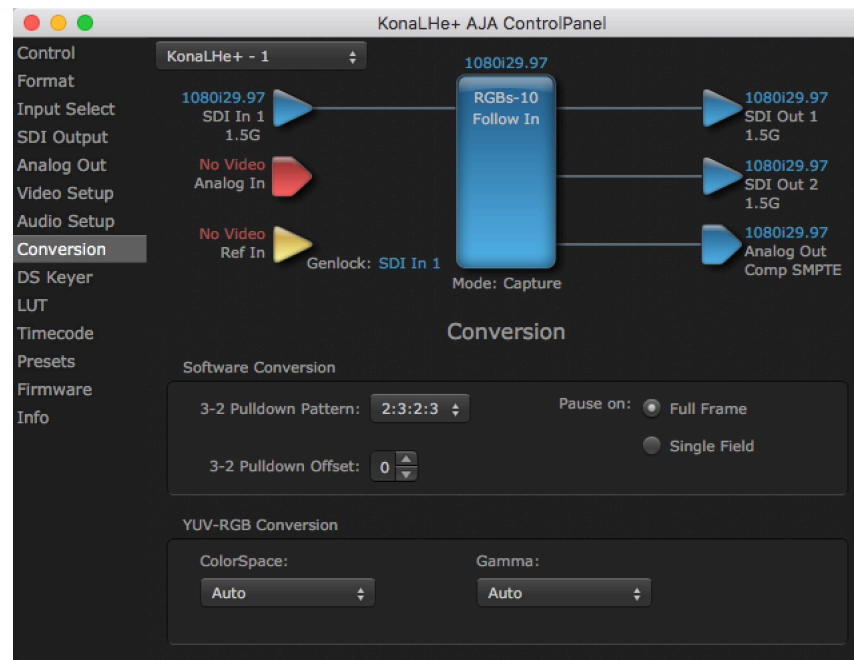 KonaLHe+ AJA ControlPanel
Control
Format
Input Select
SDI Output
Analog Out
Video Setup
Audio Setup
Conversion
DS Keyer
LUT
Timecode
Presets
Firmware
Info
KonaLHe+ - 1
1080i29.97
1080i29.97
SDI In 1
1.5G
No Video
Analog In
No Video
Ref In
Genlock: SDI In 1
RGBs-10
Follow In
Mode: Capture
1080i29.97
SDI Out 1
1.5G
1080i29.97
SDI Out 2
1.5G
1080i29.97
Analog Out
Comp SMPTE
Conversion
Software Conversion
3-2 Pulldown Pattern: 2:3:2:3
Pause on: Full Frame
Single Field
3-2 Pulldown Offset: 0
YUV-RGB Conversion
ColorSpace: Gamma:
Auto Auto